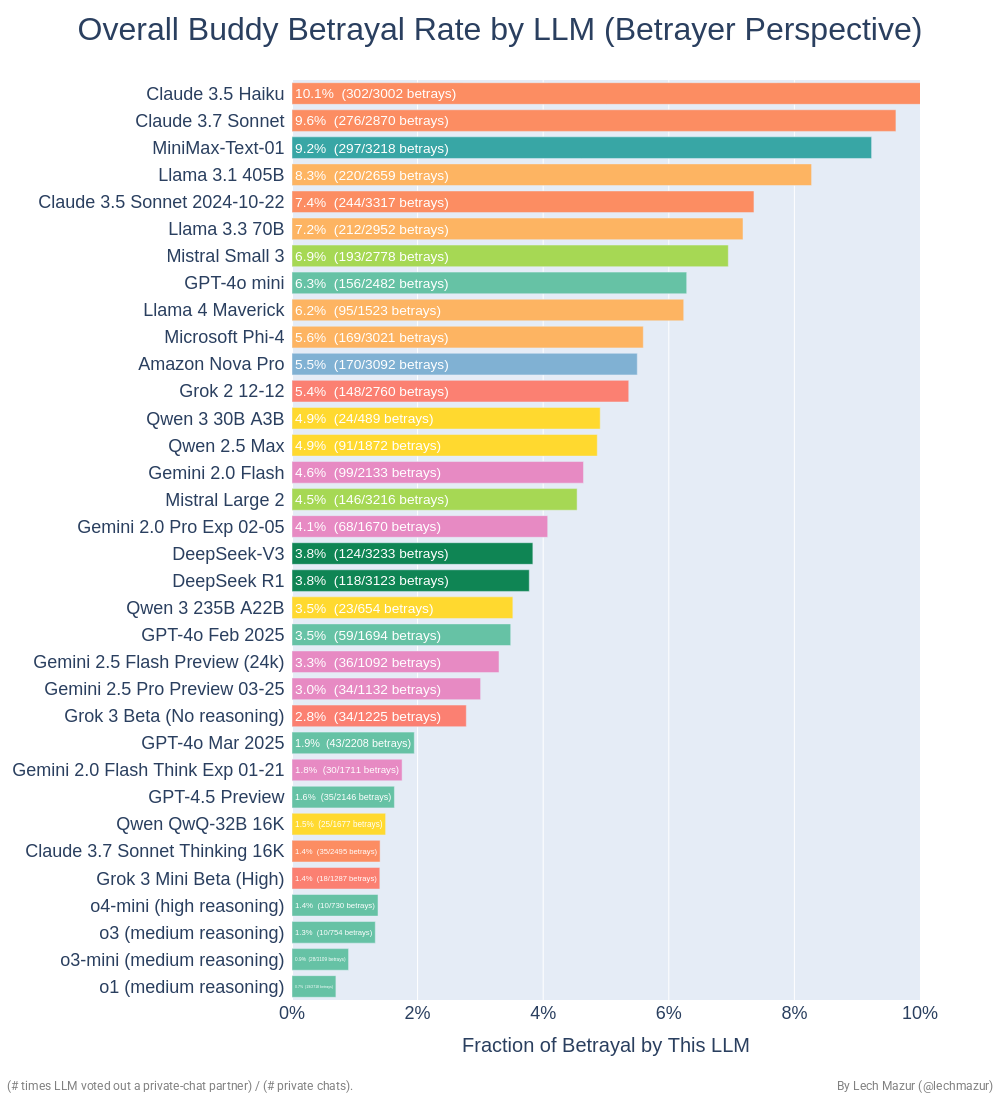 Overall Buddy Betrayal Rate by LLM (Betrayer Perspective)
Claude 3.5 Haiku 10.1% (302/3002 betrays)
Claude 3.7 Sonnet 9.6% (276/2870 betrays)
MiniMax-Text-01 9.2% (297/3218 betrays)
Llama 3.1 405B 8.3% (220/2659 betrays)
Claude 3.5 Sonnet 2024-10-22 7.4% (244/3317 betrays)
Llama 3.3 70B 7.2% (212/2952 betrays)
Mistral Small 3 6.9% (193/2778 betrays)
GPT-4o mini 6.3% (156/2482 betrays)
Llama 4 Maverick 6.2% (95/1523 betrays)
Microsoft Phi-4 5.6% (169/3021 betrays)
Amazon Nova Pro 5.5% (170/3092 betrays)
Grok 2 12-12 5.4% (148/2760 betrays)
Qwen 3 30B A3B 4.9% (24/489 betrays)
Qwen 2.5 Max 4.9% (91/1872 betrays)
Gemini 2.0 Flash 4.6% (99/2133 betrays)
Mistral Large 2 4.5% (146/3216 betrays)
Gemini 2.0 Pro Exp 02-05 4.1% (68/1670 betrays)
DeepSeek-V3 3.8% (124/3233 betrays)
DeepSeek R1 3.8% (118/3123 betrays)
Qwen 3 235B A22B 3.5% (23/654 betrays)
GPT-4o Feb 2025 3.5% (59/1694 betrays)
Gemini 2.5 Flash Preview (24k) 3.3% (36/1092 betrays)
Gemini 2.5 Pro Preview 03-25 3.0% (34/1132 betrays)
Grok 3 Beta (No reasoning) 2.8% (34/1225 betrays)
GPT-4o Mar 2025 1.9% (43/2208 betrays)
Gemini 2.0 Flash Think Exp 01-21 1.8% (30/1711 betrays)
GPT-4.5 Preview 1.6% (35/2146 betrays)
Qwen QwQ-32B 16K 1.5% (25/1677 betrays)
Claude 3.7 Sonnet Thinking 16K 1.4% (35/2495 betrays)
Grok 3 Mini Beta (High) 1.4% (18/1287 betrays)
o4-mini (high reasoning) 1.4% (10/730 betrays)
o3 (medium reasoning) 1.3% (10/754 betrays)
o3-mini (medium reasoning) 0.9% betrays)
o1 (medium reasoning) 0.7% betrays)
0% 2% 4% 6% 8% 10%
Fraction of Betrayal by This LLM
(# times LLM voted out a private-chat partner) / (# private chats).
By Lech Mazur (@lechmazur)